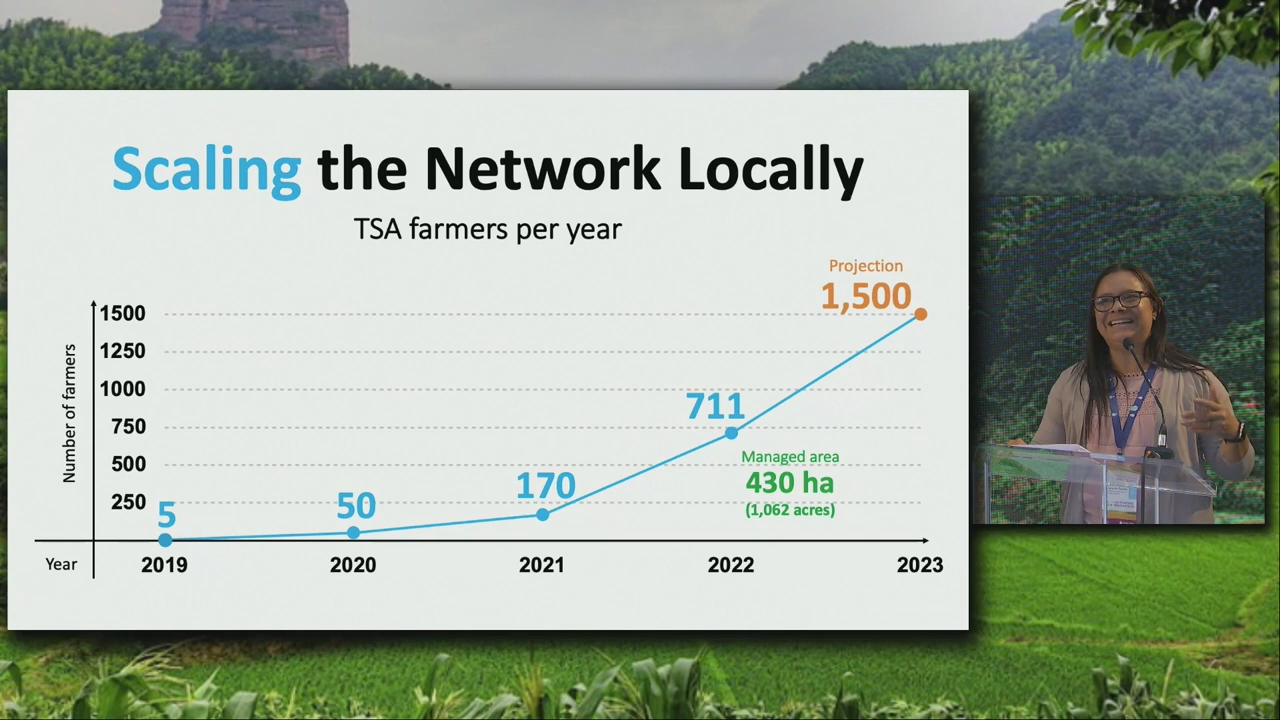 Scaling the Network Locally
TSA farmers per year
Projection
1,500
1500
1250
1000
750
500
250
Number of farmers
5
50
170
711
Managed area
430 ha
(1,062 acres)
Year
2019
2020
2021
2022
2023